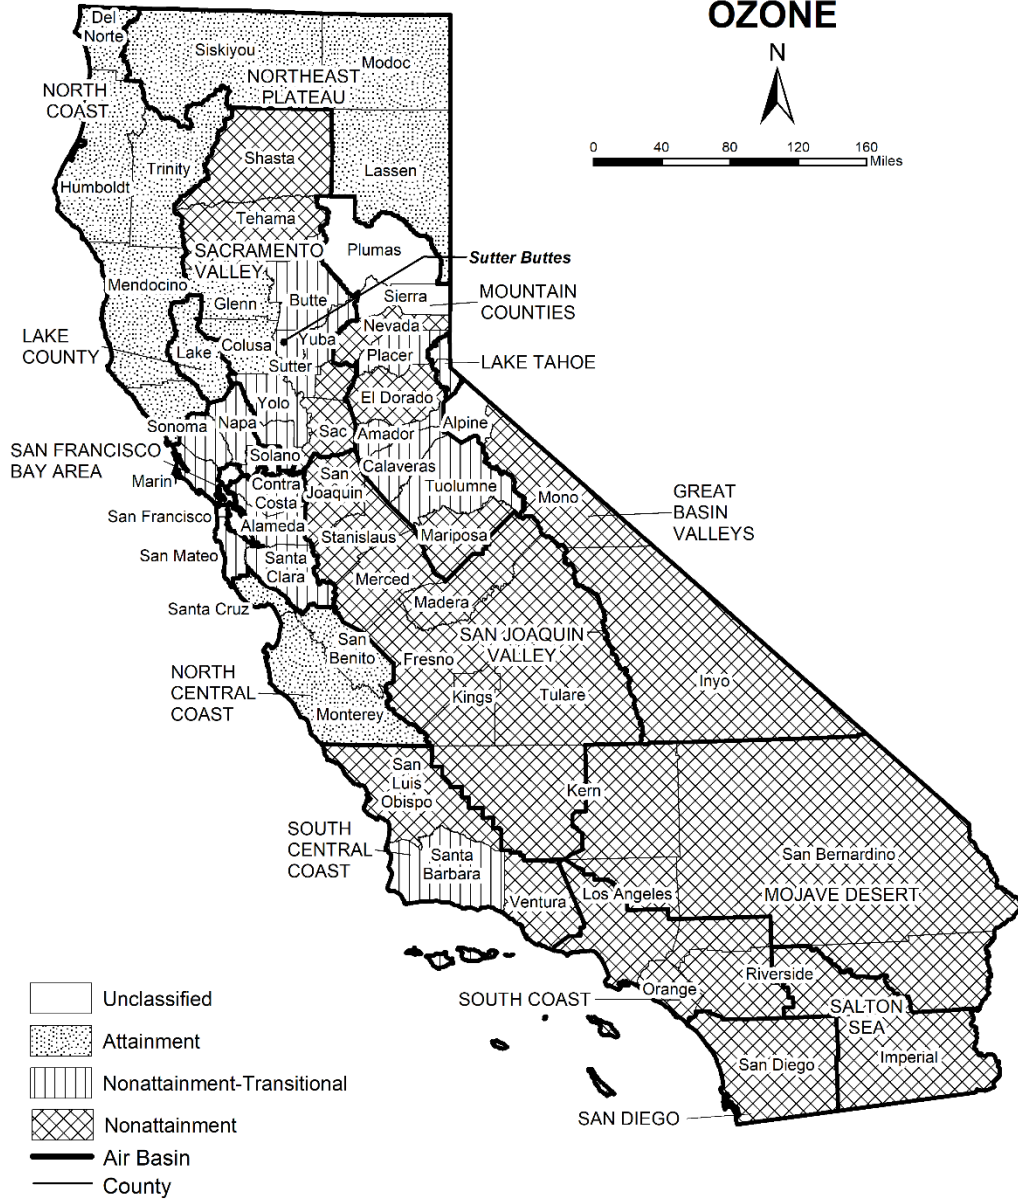 OZONE
N
0
40
80
120
160
Miles
Del
Norte
Siskiyou
Modoc
NORTHEAST
PLATEAU
NORTH
COAST
Shasta
Trinity
Lassen
Humboldt
Tehama
Plumas
SACRAMENTO
VALLEY
Sutter Buttes
Mendocino
Glenn
Butte
Sierra
MOUNTAIN
COUNTIES
Nevada
LAKE
COUNTY
Lake
Colusa
Yuba
Placer
LAKE TAHOE
Sutter
Yolo
El Dorado
Sonoma
Napa
Sac
Amador
Alpine
SAN FRANCISCO
BAY AREA
Solano
Calaveras
Marin
Contra
Costa
San
Joaquin
Tuolumne
Mono
GREAT
BASIN
VALLEYS
San Francisco
Alameda
Stanislaus
Mariposa
San Mateo
Santa
Clara
Merced
Santa Cruz
Madera
SAN JOAQUIN
VALLEY
San
Benito
Fresno
NORTH
CENTRAL
COAST
Kings
Tulare
Inyo
Monterey
San
Luis
Obispo
Kern
SOUTH
CENTRAL
COAST
Santa
Barbara
San Bernardino
Ventura
Los Angeles
MOJAVE DESERT
Riverside
Orange
SOUTH COAST
SALTON
SEA
San Diego
Imperial
SAN DIEGO
Unclassified
Attainment
Nonattainment-Transitional
Nonattainment
Air Basin
County